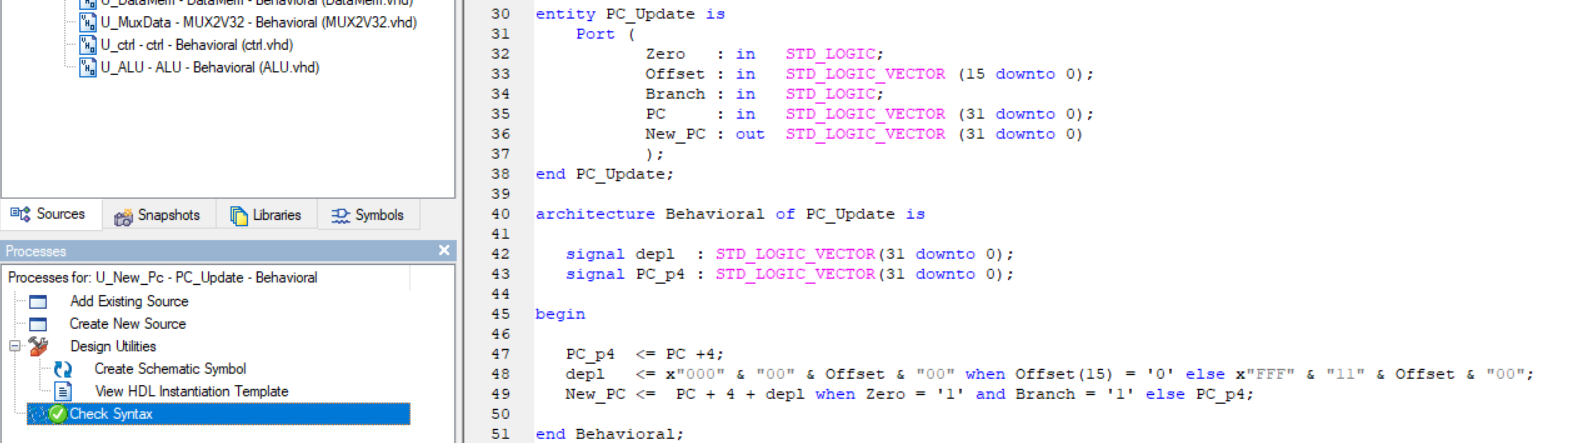 U_DataMem - DataMem - Behavioral (DataMem.vhd)
U_MuxData - MUX2V32 - Behavioral (MUX2V32.vhd)
U_ctrl - ctrl - Behavioral (ctrl.vhd)
U_ALU - ALU - Behavioral (ALU.vhd)
Sources Snapshots Libraries Symbols
Processes
Processes for: U_New_Pc - PC_Update - Behavioral
Add Existing Source
Create New Source
Design Utilities
Create Schematic Symbol
View HDL Instantiation Template
Check Syntax
30 entity PC_Update is
31 Port (
32 Zero : in STD_LOGIC;
33 Offset : in STD_LOGIC_VECTOR (15 downto 0);
34 Branch : in STD_LOGIC;
35 PC : in STD_LOGIC_VECTOR (31 downto 0);
36 New_PC : out STD_LOGIC_VECTOR (31 downto 0)
37 );
38 end PC_Update;
39
40 architecture Behavioral of PC_Update is
41
42 signal depl : STD_LOGIC_VECTOR(31 downto 0);
43 signal PC_p4 : STD_LOGIC_VECTOR(31 downto 0);
44
45 begin
46
47 PC_p4 <= PC +4;
48 depl <= x"000" & "00" & Offset & "00" when Offset(15) = '0' else x"FFF" & "11" & Offset & "00";
49 New_PC <= PC + 4 + depl when Zero = '1' and Branch = '1' else PC_p4;
50
51 end Behavioral;